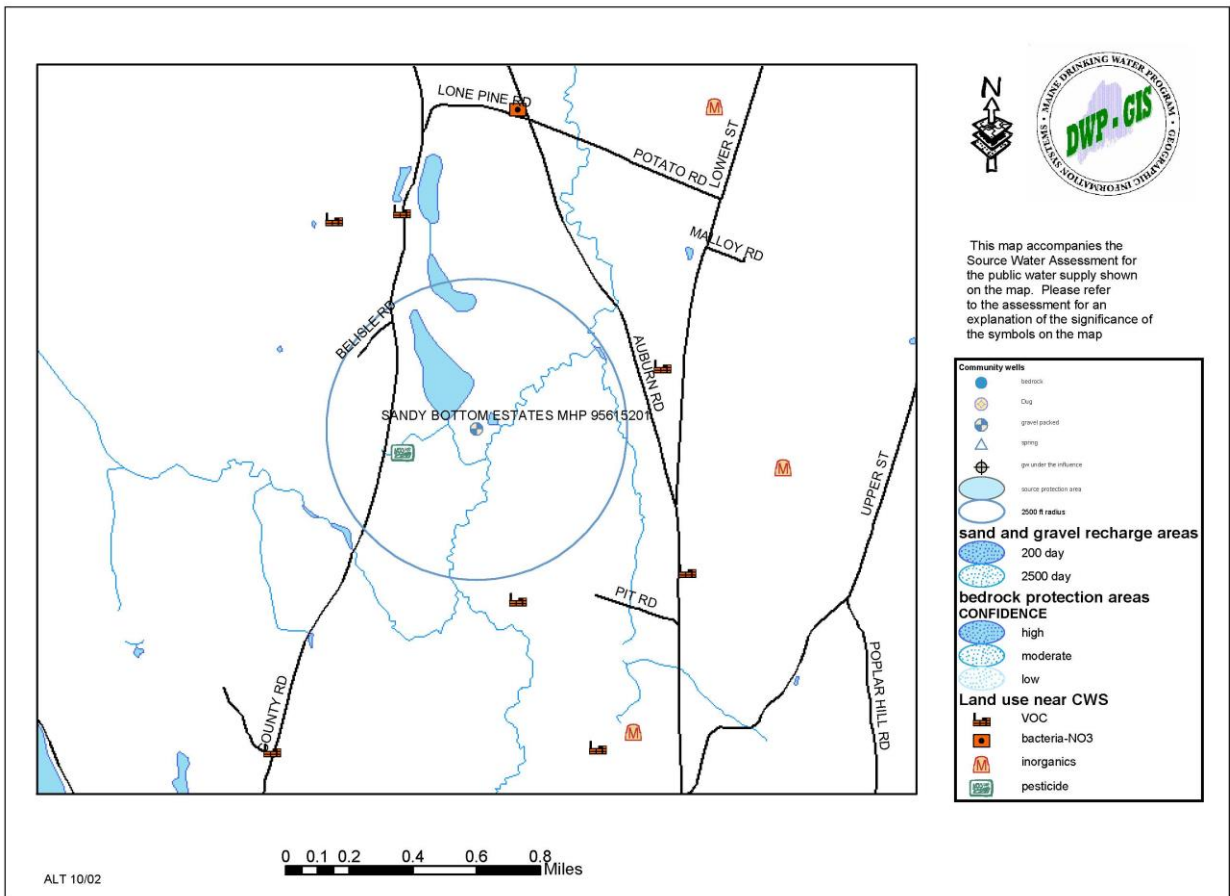 LONE PINE RD
POTATO RD
LOWER ST
MALLOY RD
BELISLE RD
AUBURN RD
SANDY BOTTOM ESTATES MHP 95615201
UPPER ST
PIT RD
POPLAR HILL RD
COUNTY RD
M
M
M
0 0.1 0.2 0.4 0.6 0.8 Miles
ALT 10/02
N
MAINE DRINKING WATER PROGRAM • GEOGRAPHIC INFORMATION SYSTEMS •
DWP - GIS
This map accompanies the
Source Water Assessment for
the public water supply shown
on the map. Please refer
to the assessment for an
explanation of the significance of
the symbols on the map
Community wells
bedrock
Dug
gravel packed
spring
gw under the influence
source protection area
2500 ft radius
sand and gravel recharge areas
200 day
2500 day
bedrock protection areas
CONFIDENCE
high
moderate
low
Land use near CWS
VOC
bacteria-NO3
M inorganics
pesticide